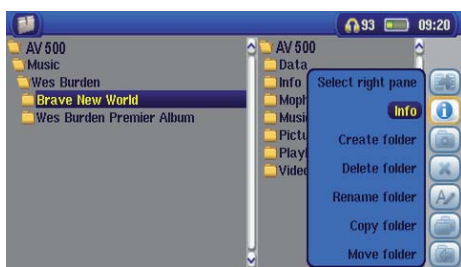 93 09:20
AV 500
Music
Wes Burden
Brave New World
Wes Burden Premier Album
AV 500
Data
Info
Moph
Musi
Pictu
Playl
Video
Select right pane
Info
Create folder
Delete folder
Rename folder
Copy folder
Move folder